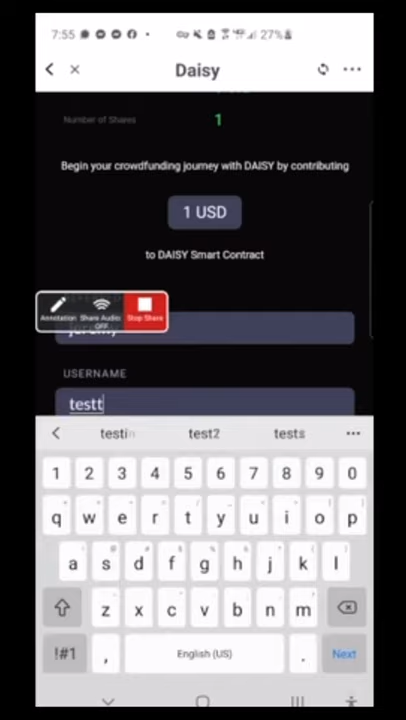 7:55 27%
Daisy
Number of Shares 1
Begin your crowdfunding journey with DAISY by contributing
1 USD
to DAISY Smart Contract
Annotation Share Audio: OFF Stop Share
USERNAME
testt
testin test2 tests
1 2 3 4 5 6 7 8 9 0
q w e r t y u i o p
a s d f g h j k l
z x c v b n m
!#1 , English (US) . Next